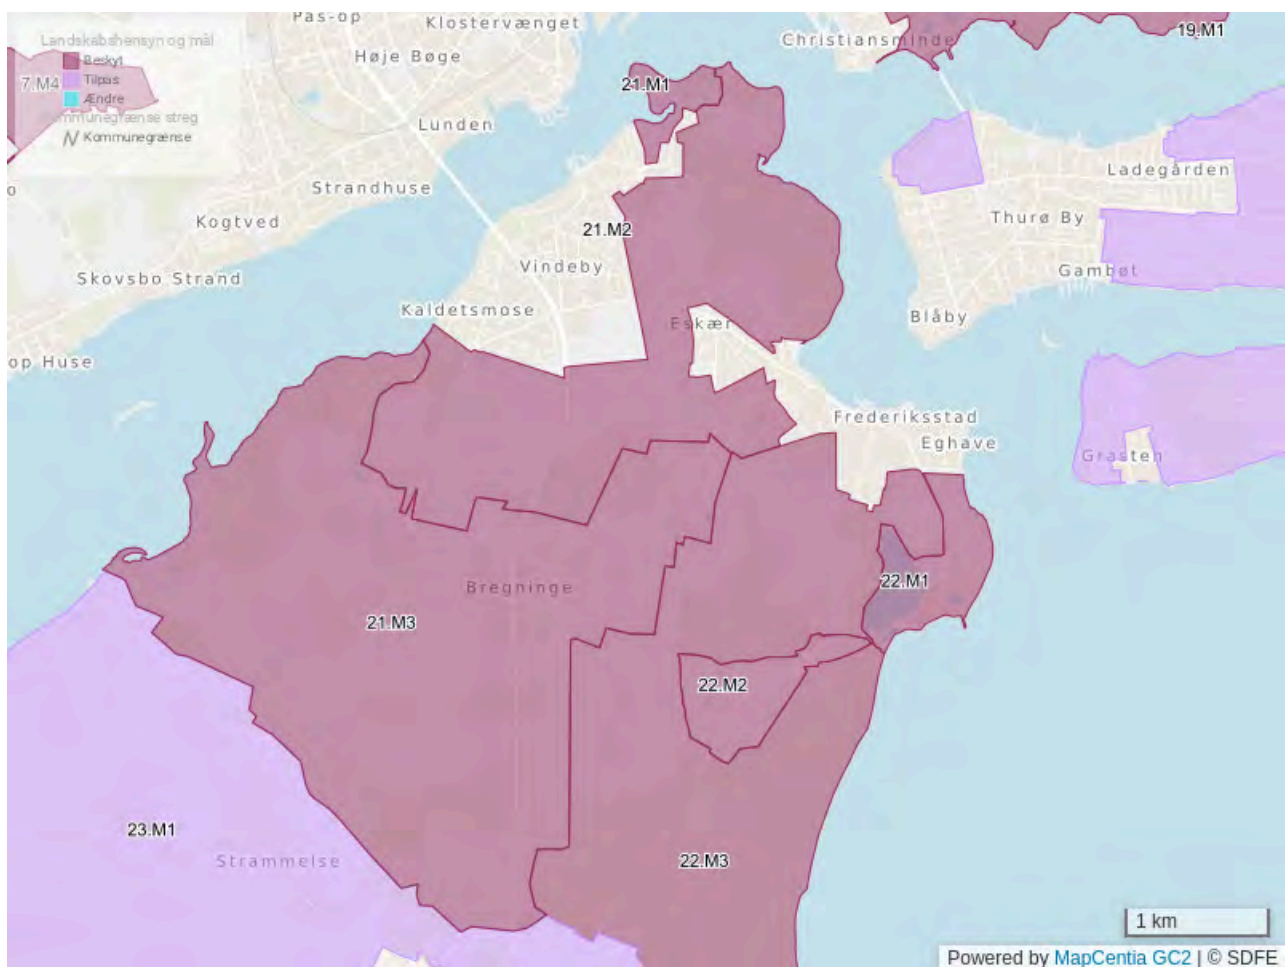 Pas-op
Klostervænget
Christiansminde
19.M1
Landskabshensyn og mål
Høje Bøge
Beskyt
7.M4
Tilpas
21.M1
Ændre
Kommunegrænse streg
Lunden
Kommunegrænse
Ladegården
Strandhuse
Kogtved
Thurø By
21.M2
Vindeby
Skovsbo Strand
Gambøt
Kaldetsmose
Blåby
Eskær
op Huse
Frederiksstad
Eghave
Grasten
22.M1
Bregninge
21.M3
22.M2
23.M1
Strammelse
22.M3
1 km
Powered by MapCentia GC2 | © SDFE